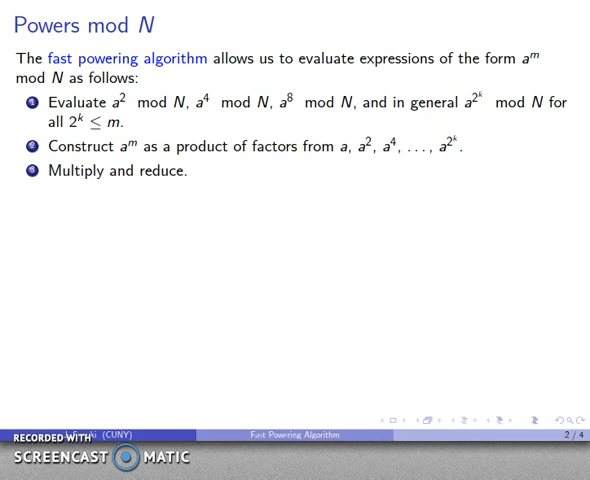 Powers mod N
The fast powering algorithm allows us to evaluate expressions of the form a^m
mod N as follows:
1 Evaluate a^2 mod N, a^4 mod N, a^8 mod N, and in general a^{2^k} mod N for
all 2^k ≤ m.
2 Construct a^m as a product of factors from a, a^2, a^4, . . . , a^{2^k}.
3 Multiply and reduce.
(CUNY) Fast Powering Algorithm 2 / 4
RECORDED WITH
SCREENCAST MATIC